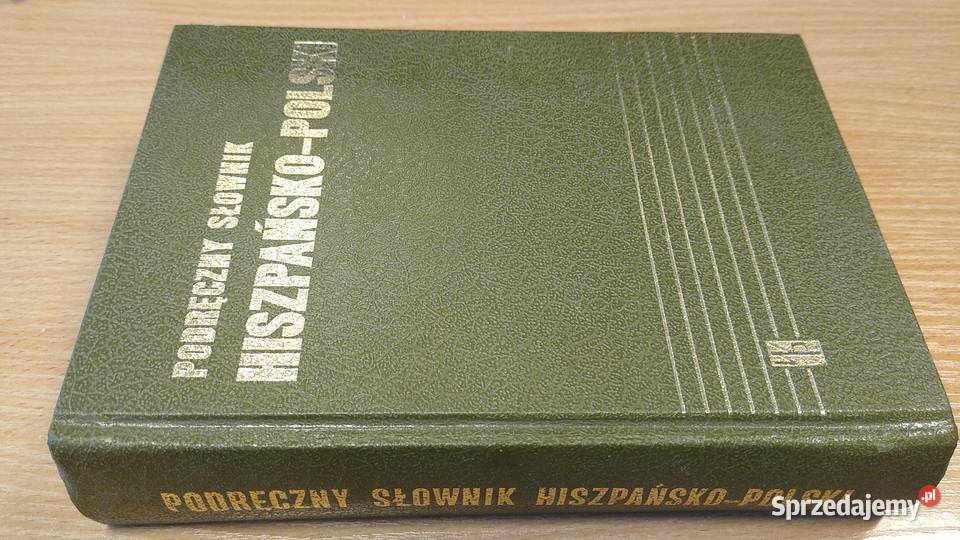 PODRĘCZNY SŁOWNIK
HISZPAŃSKO-POLSKI
PODRĘCZNY SŁOWNIK HISZPAŃSKO-POLSKI
Sprzedajemy.pl